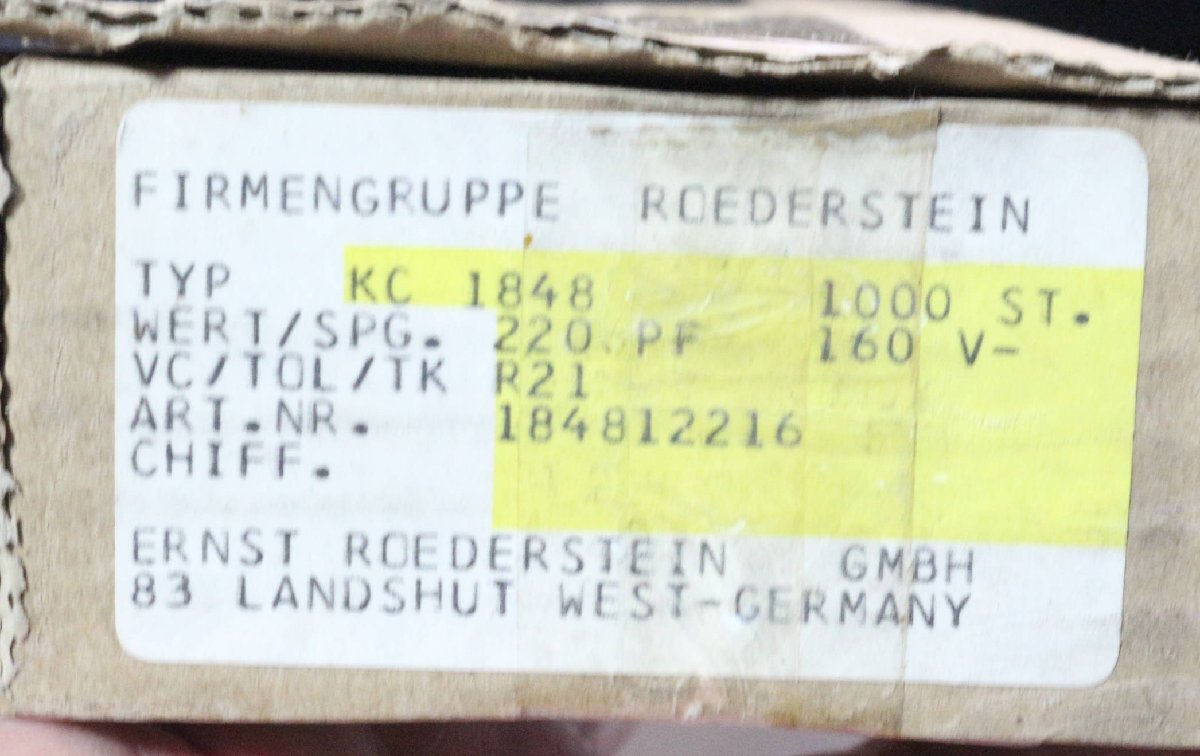 FIRMENGRUPPE ROEDERSTEIN
TYP KC 1848 1000 ST.
WERT/SPG. 220 PF 160 V-
VC/TOL/TK R21
ART.NR. 184812216
CHIFF.
ERNST ROEDERSTEIN GMBH
83 LANDSHUT WEST-GERMANY